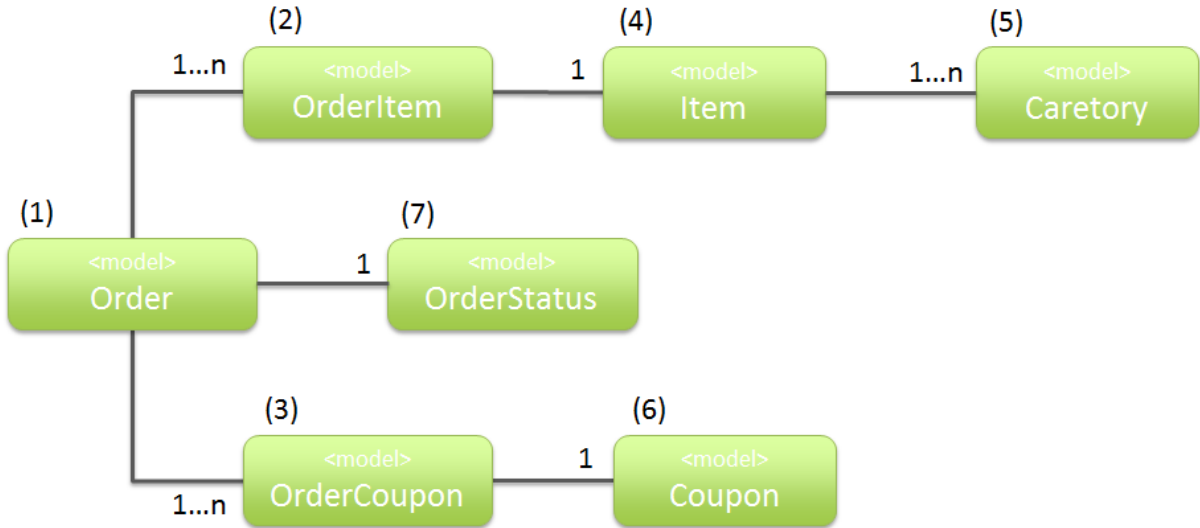 (2)
(4)
(5)
1...n
<model>
OrderItem
1
<model>
Item
1...n
<model>
Caretory
(1)
(7)
<model>
Order
1
<model>
OrderStatus
(3)
(6)
1...n
<model>
OrderCoupon
1
<model>
Coupon